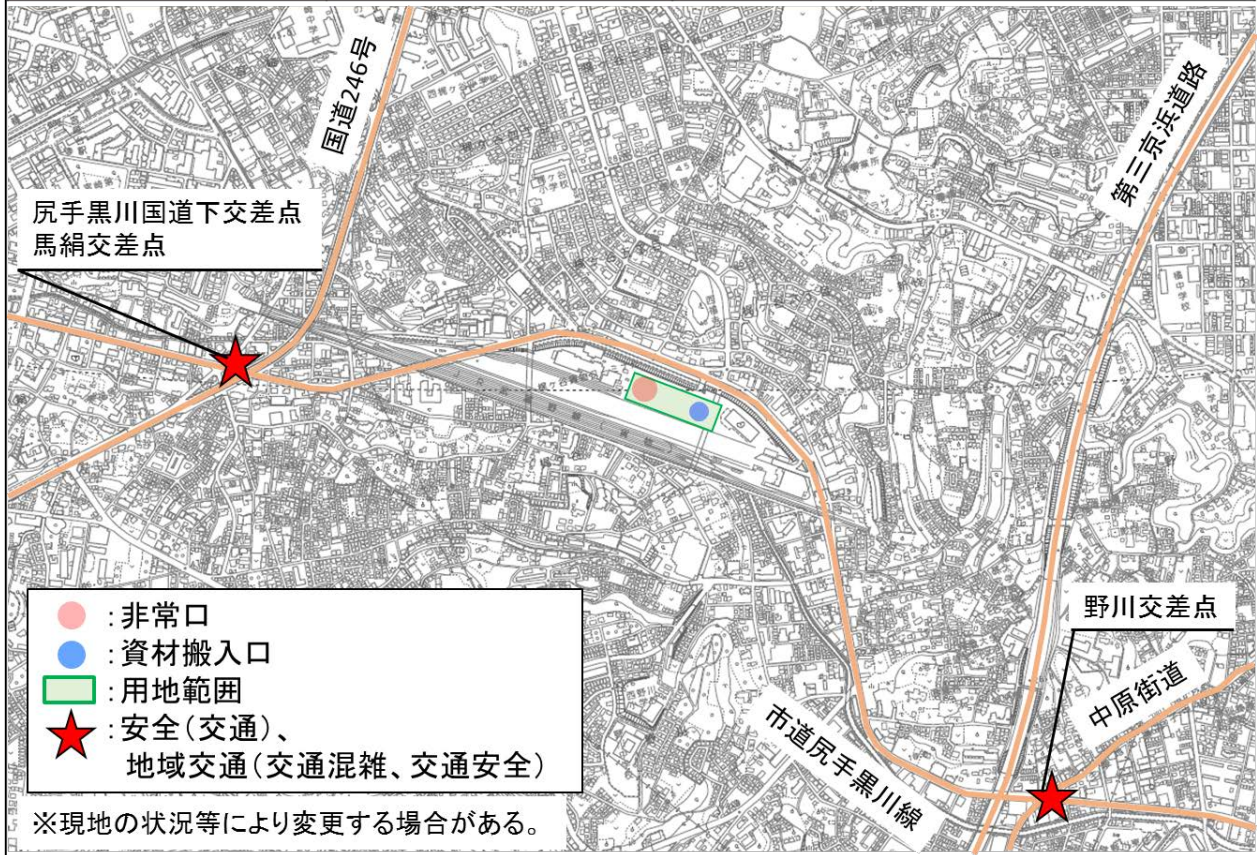 国道246号
第三京浜道路
尻手黒川国道下交差点
馬絹交差点
野川交差点
中原街道
市道尻手黒川線
:非常口
:資材搬入口
:用地範囲
:安全(交通)、
地域交通(交通混雑、交通安全)
※現地の状況等により変更する場合がある。